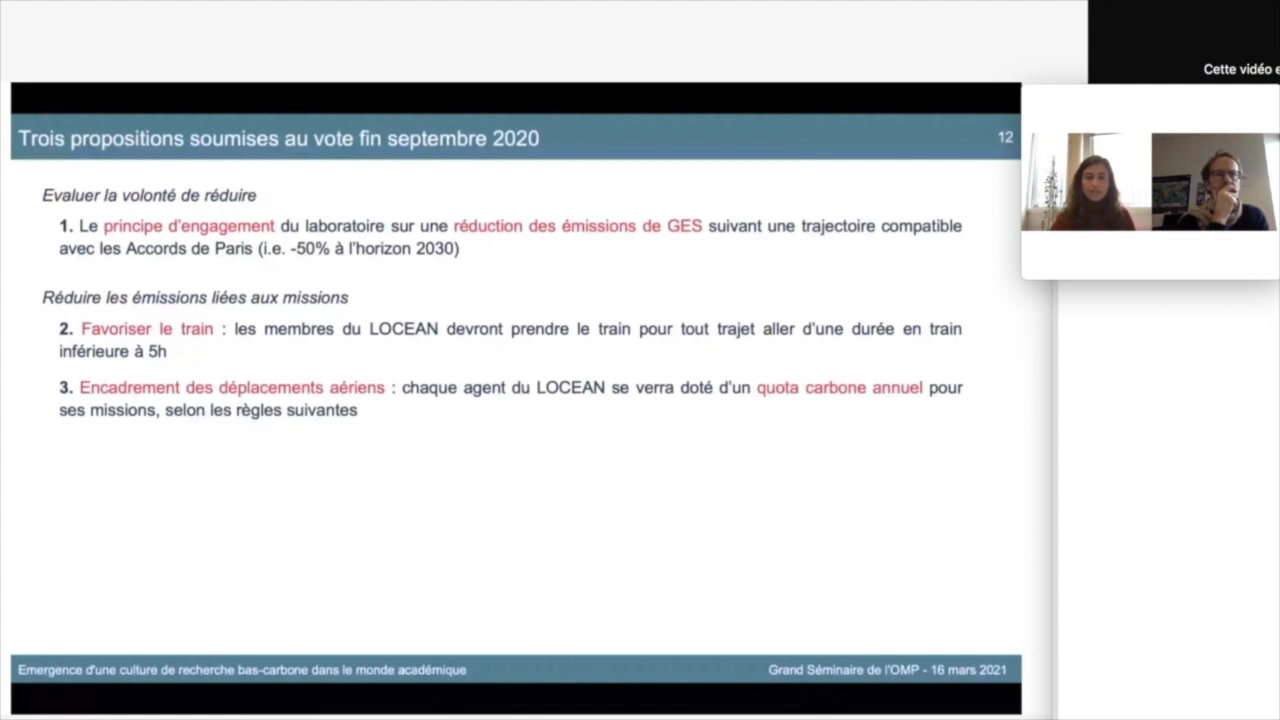 Cette vidéo e
Trois propositions soumises au vote fin septembre 2020
12
Evaluer la volonté de réduire
1. Le principe d'engagement du laboratoire sur une réduction des émissions de GES suivant une trajectoire compatible
avec les Accords de Paris (i.e. -50% à l'horizon 2030)
Réduire les émissions liées aux missions
2. Favoriser le train : les membres du LOCEAN devront prendre le train pour tout trajet aller d'une durée en train
inférieure à 5h
3. Encadrement des déplacements aériens : chaque agent du LOCEAN se verra doté d'un quota carbone annuel pour
ses missions, selon les règles suivantes
Emergence d'une culture de recherche bas-carbone dans le monde académique
Grand Séminaire de l'OMP - 16 mars 2021